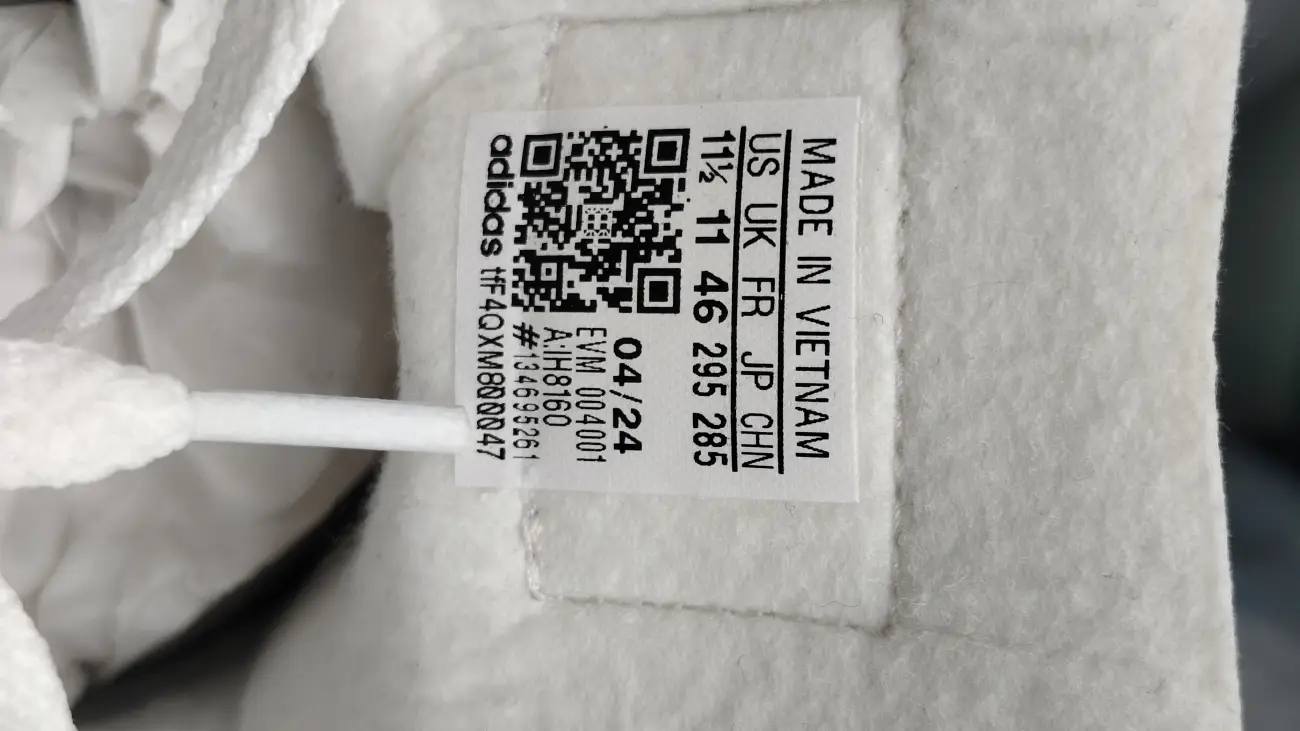 MADE IN VIETNAM
US UK FR JP CHN
11½ 11 46 295 285
04/24
EVM 004001
A:IH8160
#134695261
adidas tfF4QXM800047